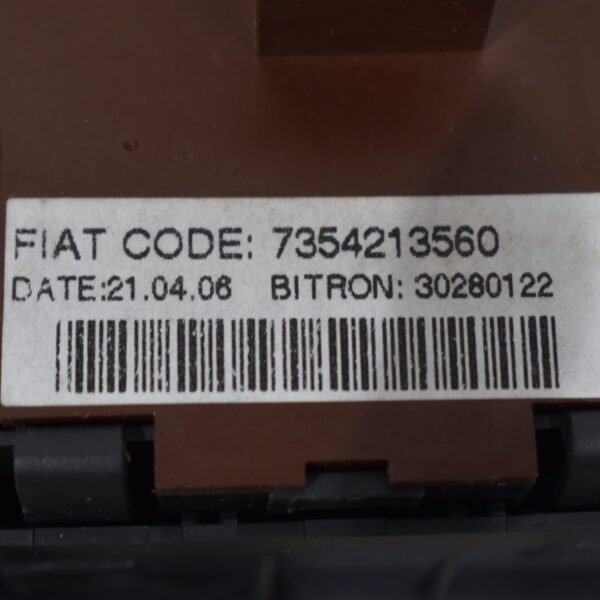 FIAT CODE: 7354213560
DATE:21.04.06 BITRON: 30280122